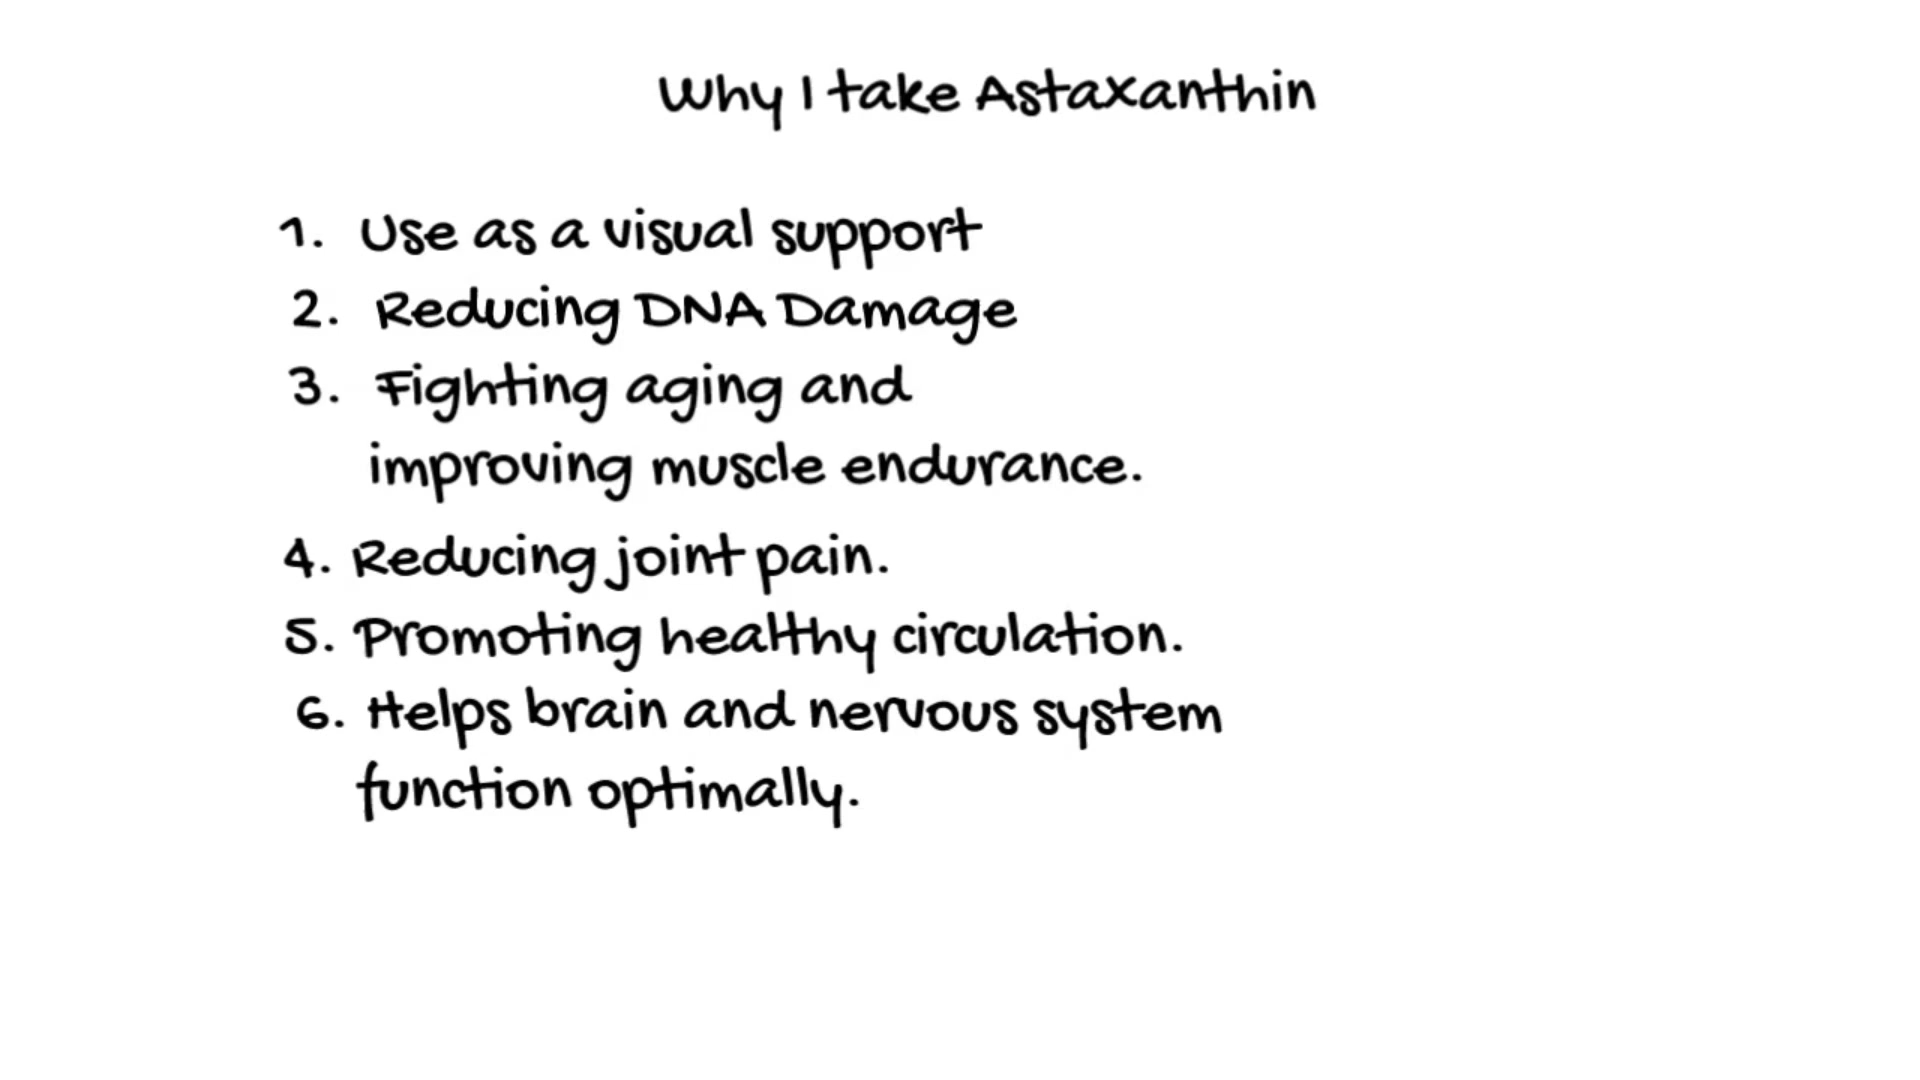 Why I take Astaxanthin
1. Use as a visual support
2. Reducing DNA Damage
3. Fighting aging and
improving muscle endurance.
4. Reducing joint pain.
5. Promoting healthy circulation.
6. Helps brain and nervous system
function optimally.